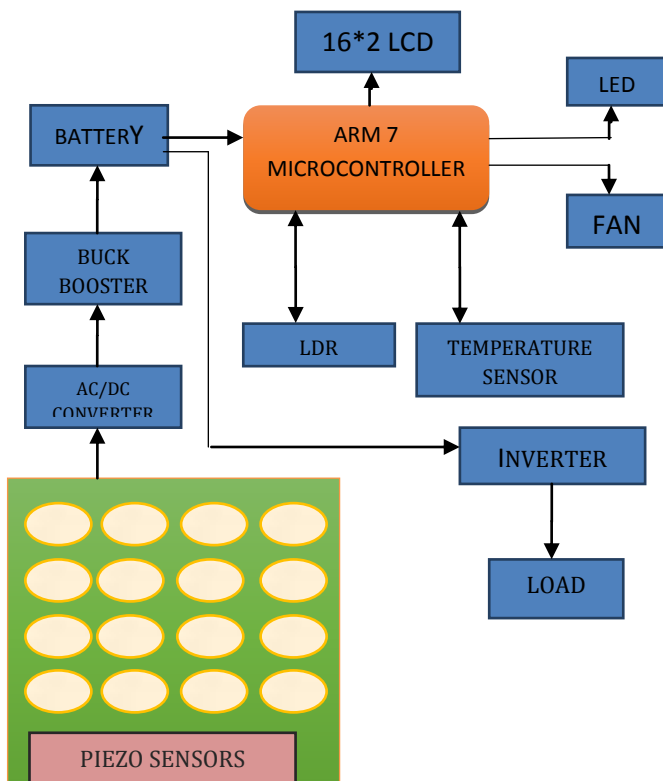 16*2 LCD
LED
BATTERY
ARM 7
MICROCONTROLLER
FAN
BUCK
BOOSTER
LDR
TEMPERATURE
SENSOR
AC/DC
CONVERTER
INVERTER
LOAD
PIEZO SENSORS